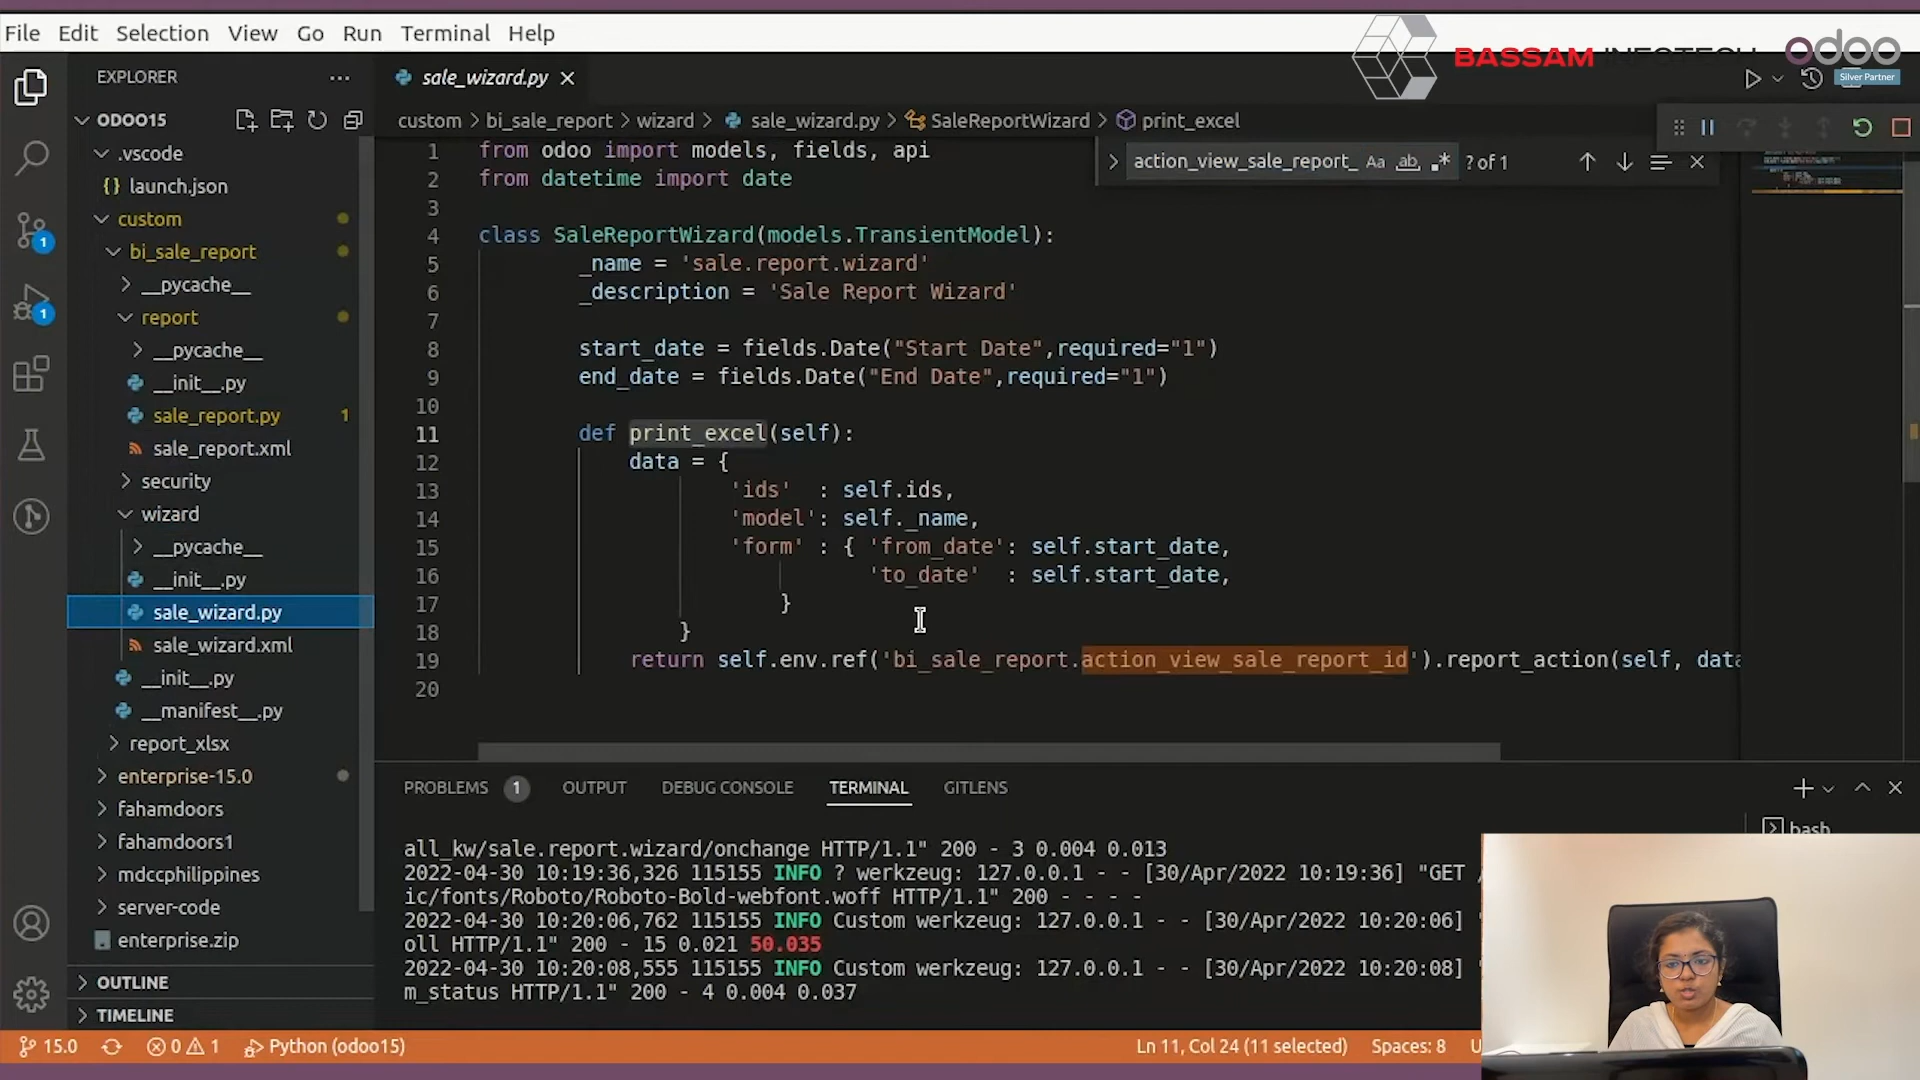 File Edit Selection View Go Run Terminal Help
BASSAM INFOTECH
odoo
Silver Partner
EXPLORER
sale_wizard.py
ODOO15
custom > bi_sale_report > wizard > sale_wizard.py > SaleReportWizard > print_excel
action_view_sale_report_ Aa ab .* ? of 1
.vscode
{} launch.json
custom
bi_sale_report
__pycache__
report
__pycache__
__init__.py
sale_report.py 1
sale_report.xml
security
wizard
__pycache__
__init__.py
sale_wizard.py
sale_wizard.xml
__init__.py
__manifest__.py
report_xlsx
enterprise-15.0
fahamdoors
fahamdoors1
mdccphilippines
server-code
enterprise.zip
OUTLINE
TIMELINE
1
1
1 from odoo import models, fields, api
2 from datetime import date
3
4 class SaleReportWizard(models.TransientModel):
5 _name = 'sale.report.wizard'
6 _description = 'Sale Report Wizard'
7
8 start_date = fields.Date("Start Date",required="1")
9 end_date = fields.Date("End Date",required="1")
10
11 def print_excel(self):
12 data = {
13 'ids' : self.ids,
14 'model': self._name,
15 'form' : { 'from_date': self.start_date,
16 'to_date' : self.start_date,
17 }
18 }
19 return self.env.ref('bi_sale_report.action_view_sale_report_id').report_action(self, data
20
PROBLEMS 1 OUTPUT DEBUG CONSOLE TERMINAL GITLENS
bash
all_kw/sale.report.wizard/onchange HTTP/1.1" 200 - 3 0.004 0.013
2022-04-30 10:19:36,326 115155 INFO ? werkzeug: 127.0.0.1 - - [30/Apr/2022 10:19:36] "GET /
ic/fonts/Roboto/Roboto-Bold-webfont.woff HTTP/1.1" 200 - - - -
2022-04-30 10:20:06,762 115155 INFO Custom werkzeug: 127.0.0.1 - - [30/Apr/2022 10:20:06] "
oll HTTP/1.1" 200 - 15 0.021 50.035
2022-04-30 10:20:08,555 115155 INFO Custom werkzeug: 127.0.0.1 - - [30/Apr/2022 10:20:08] "
m_status HTTP/1.1" 200 - 4 0.004 0.037
15.0 0 1 Python (odoo15) Ln 11, Col 24 (11 selected) Spaces: 8